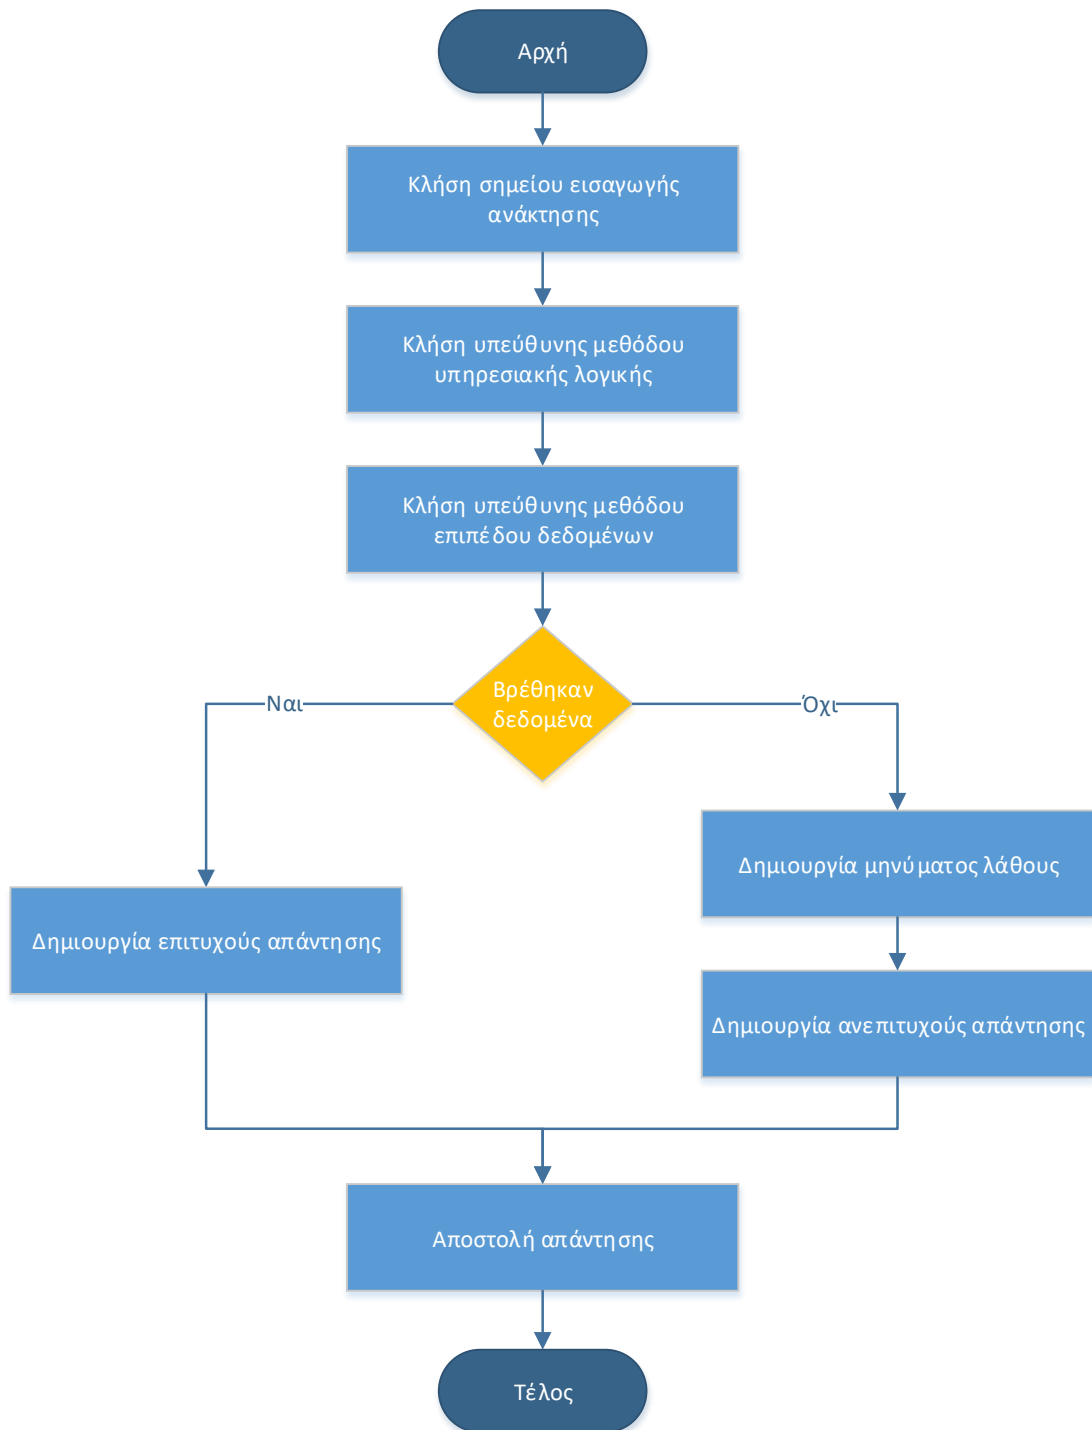 Αρχή
Κλήση σημείου εισαγωγής
ανάκτησης
Κλήση υπεύθυνης μεθόδου
υπηρεσιακής λογικής
Κλήση υπεύθυνης μεθόδου
επιπέδου δεδομένων
Βρέθηκαν
δεδομένα
Ναι
Όχι
Δημιουργία μηνύματος λάθους
Δημιουργία επιτυχούς απάντησης
Δημιουργία ανεπιτυχούς απάντησης
Αποστολή απάντησης
Τέλος